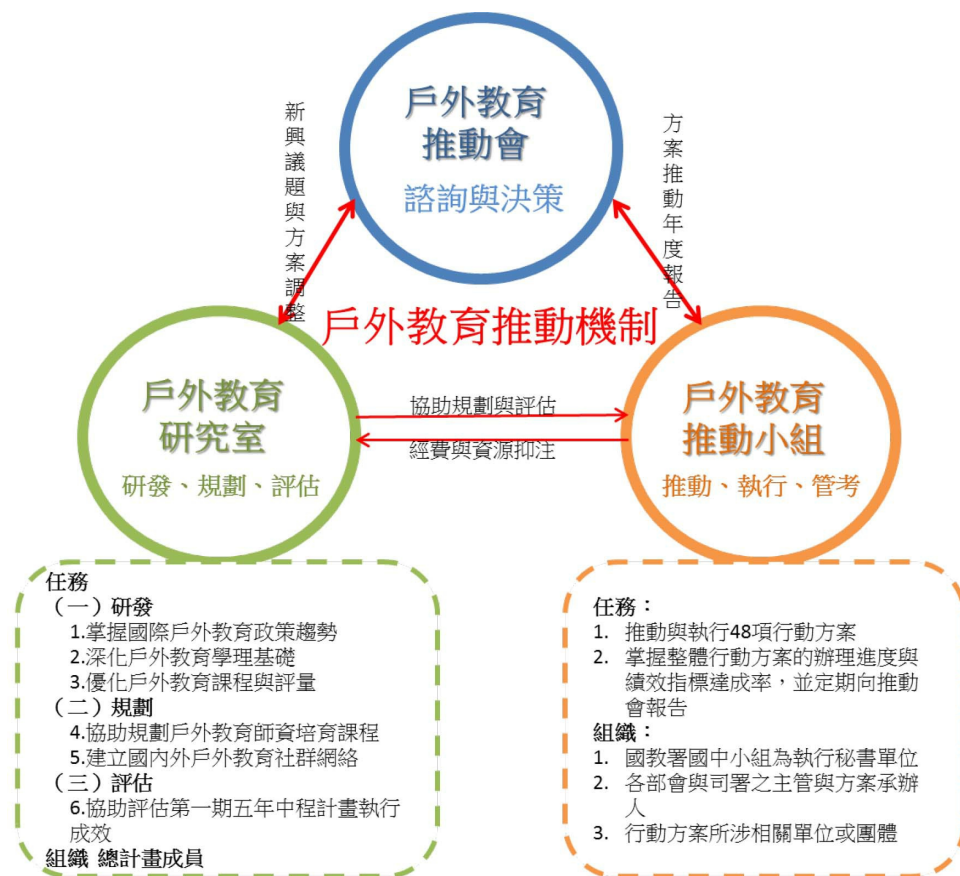 戶外教育
推動會
諮詢與決策
新興議題與方案調整
方案推動年度報告
戶外教育推動機制
戶外教育
研究室
研發、規劃、評估
協助規劃與評估
經費與資源抑注
戶外教育
推動小組
推動、執行、管考
任務
（一）研發
1.掌握國際戶外教育政策趨勢
2.深化戶外教育學理基礎
3.優化戶外教育課程與評量
（二）規劃
4.協助規劃戶外教育師資培育課程
5.建立國內外戶外教育社群網絡
（三）評估
6.協助評估第一期五年中程計畫執行
成效
組織 總計畫成員
任務：
1. 推動與執行48項行動方案
2. 掌握整體行動方案的辦理進度與
績效指標達成率，並定期向推動
會報告
組織：
1. 國教署國中小組為執行秘書單位
2. 各部會與司署之主管與方案承辦
人
3. 行動方案所涉相關單位或團體